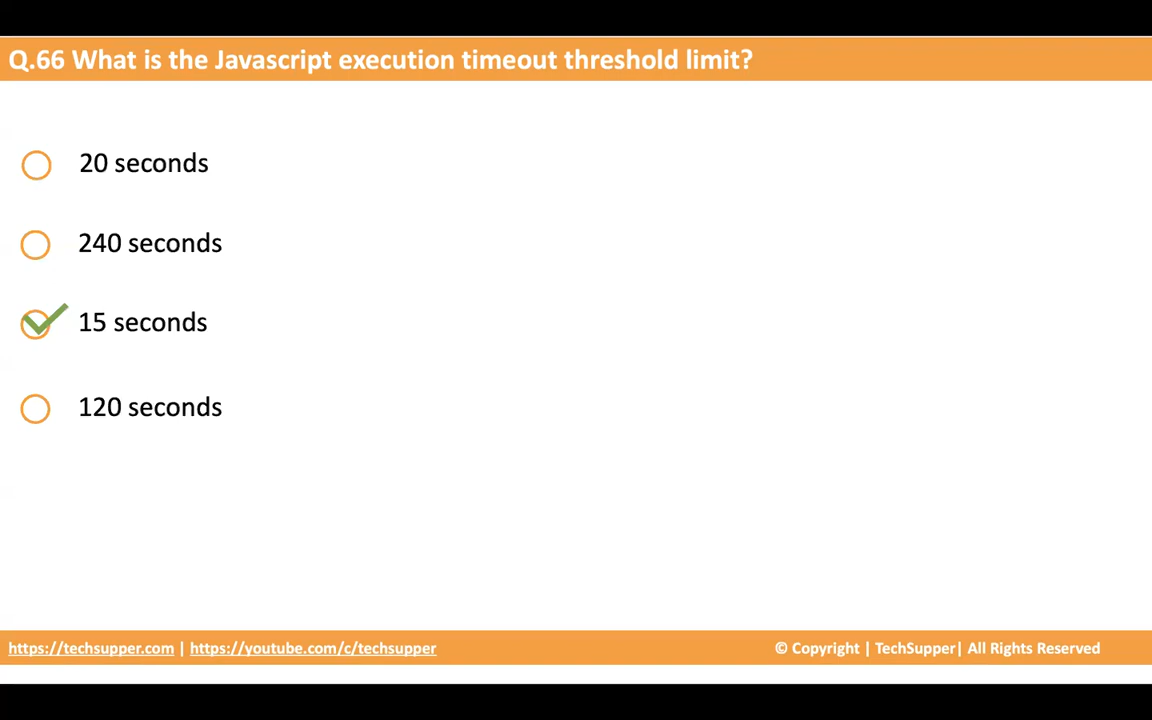 Q.66 What is the Javascript execution timeout threshold limit?
20 seconds
240 seconds
15 seconds
120 seconds
https://techsupper.com | https://youtube.com/c/techsupper
© Copyright | TechSupper| All Rights Reserved